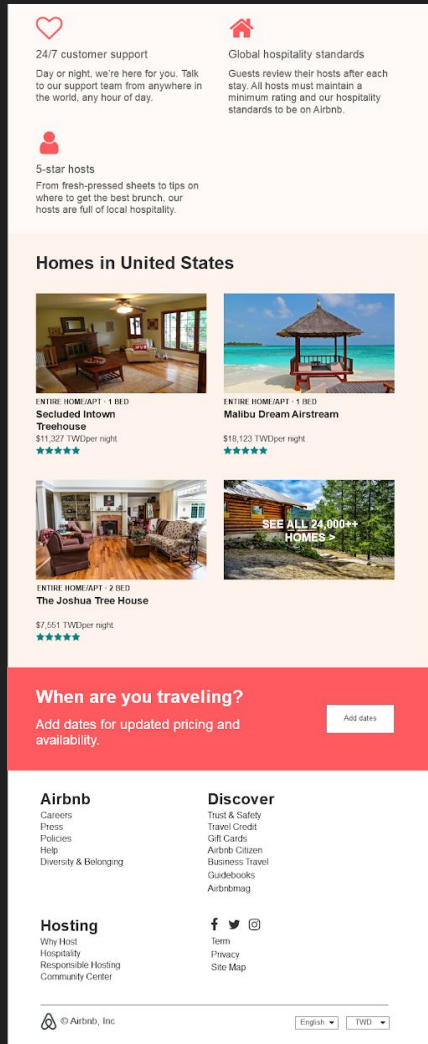 24/7 customer support
Day or night, we're here for you. Talk
to our support team from anywhere in
the world, any hour of day.
Global hospitality standards
Guests review their hosts after each
stay. All hosts must maintain a
minimum rating and our hospitality
standards to be on Airbnb.
5-star hosts
From fresh-pressed sheets to tips on
where to get the best brunch, our
hosts are full of local hospitality.
Homes in United States
ENTIRE HOME/APT · 1 BED
Secluded Intown
Treehouse
$11,327 TWDper night
ENTIRE HOME/APT · 1 BED
Malibu Dream Airstream
$18,123 TWDper night
ENTIRE HOME/APT · 2 BED
The Joshua Tree House
$7,551 TWDper night
SEE ALL 24,000++
HOMES >
When are you traveling?
Add dates for updated pricing and
availability.
Add dates
Airbnb
Careers
Press
Policies
Help
Diversity & Belonging
Discover
Trust & Safety
Travel Credit
Gift Cards
Airbnb Citizen
Business Travel
Guidebooks
Airbnbmag
Hosting
Why Host
Hospitality
Responsible Hosting
Community Center
Term
Privacy
Site Map
© Airbnb, Inc
English
TWD